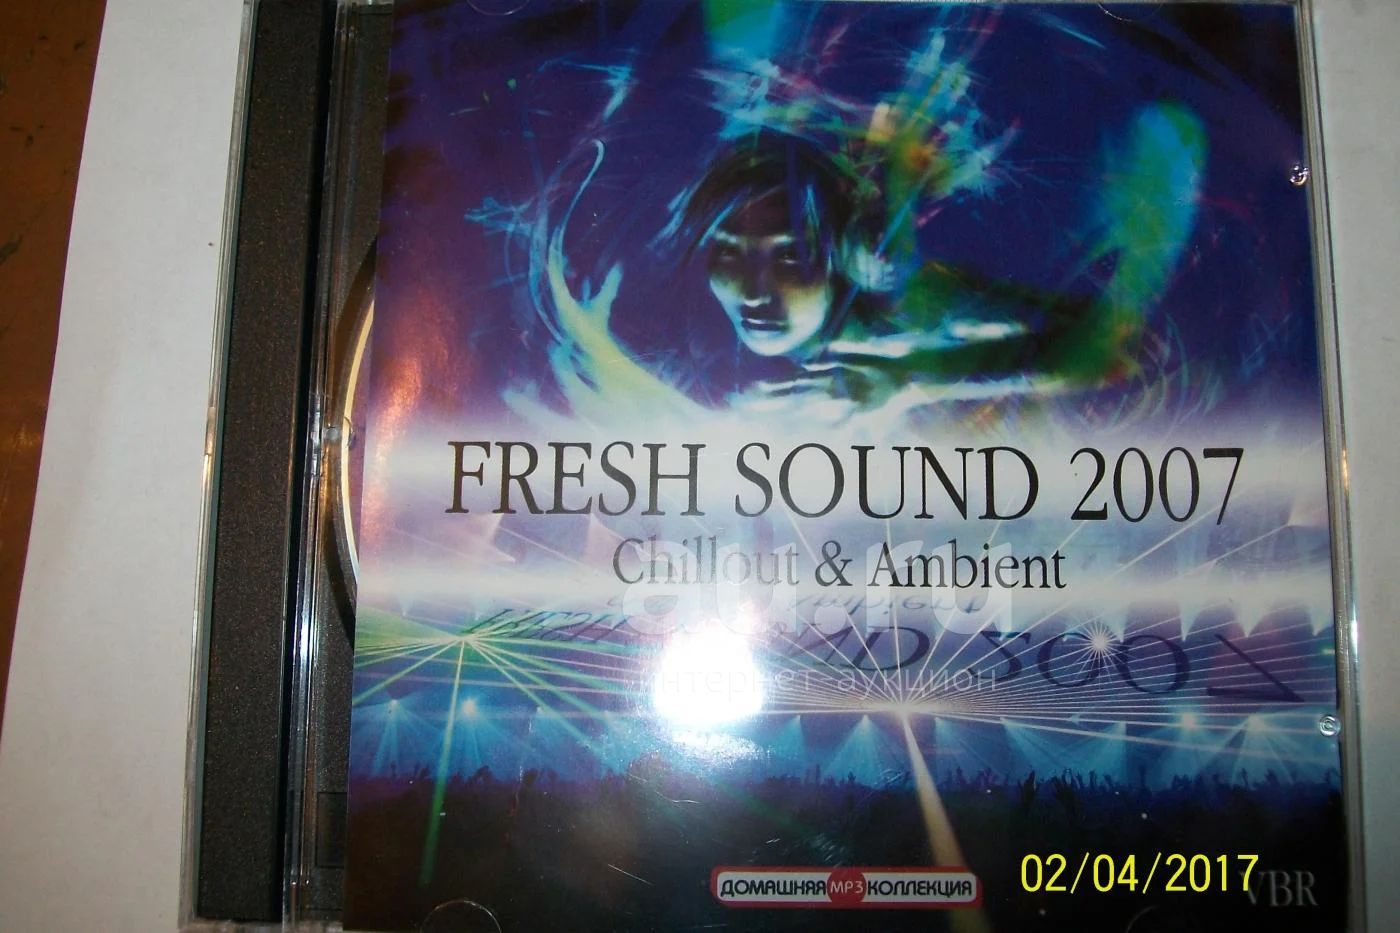 FRESH SOUND 2007
Chillout & Ambient
au.ru
интернет аукцион
ДОМАШНЯЯ MP3 КОЛЛЕКЦИЯ
02/04/2017
VBR